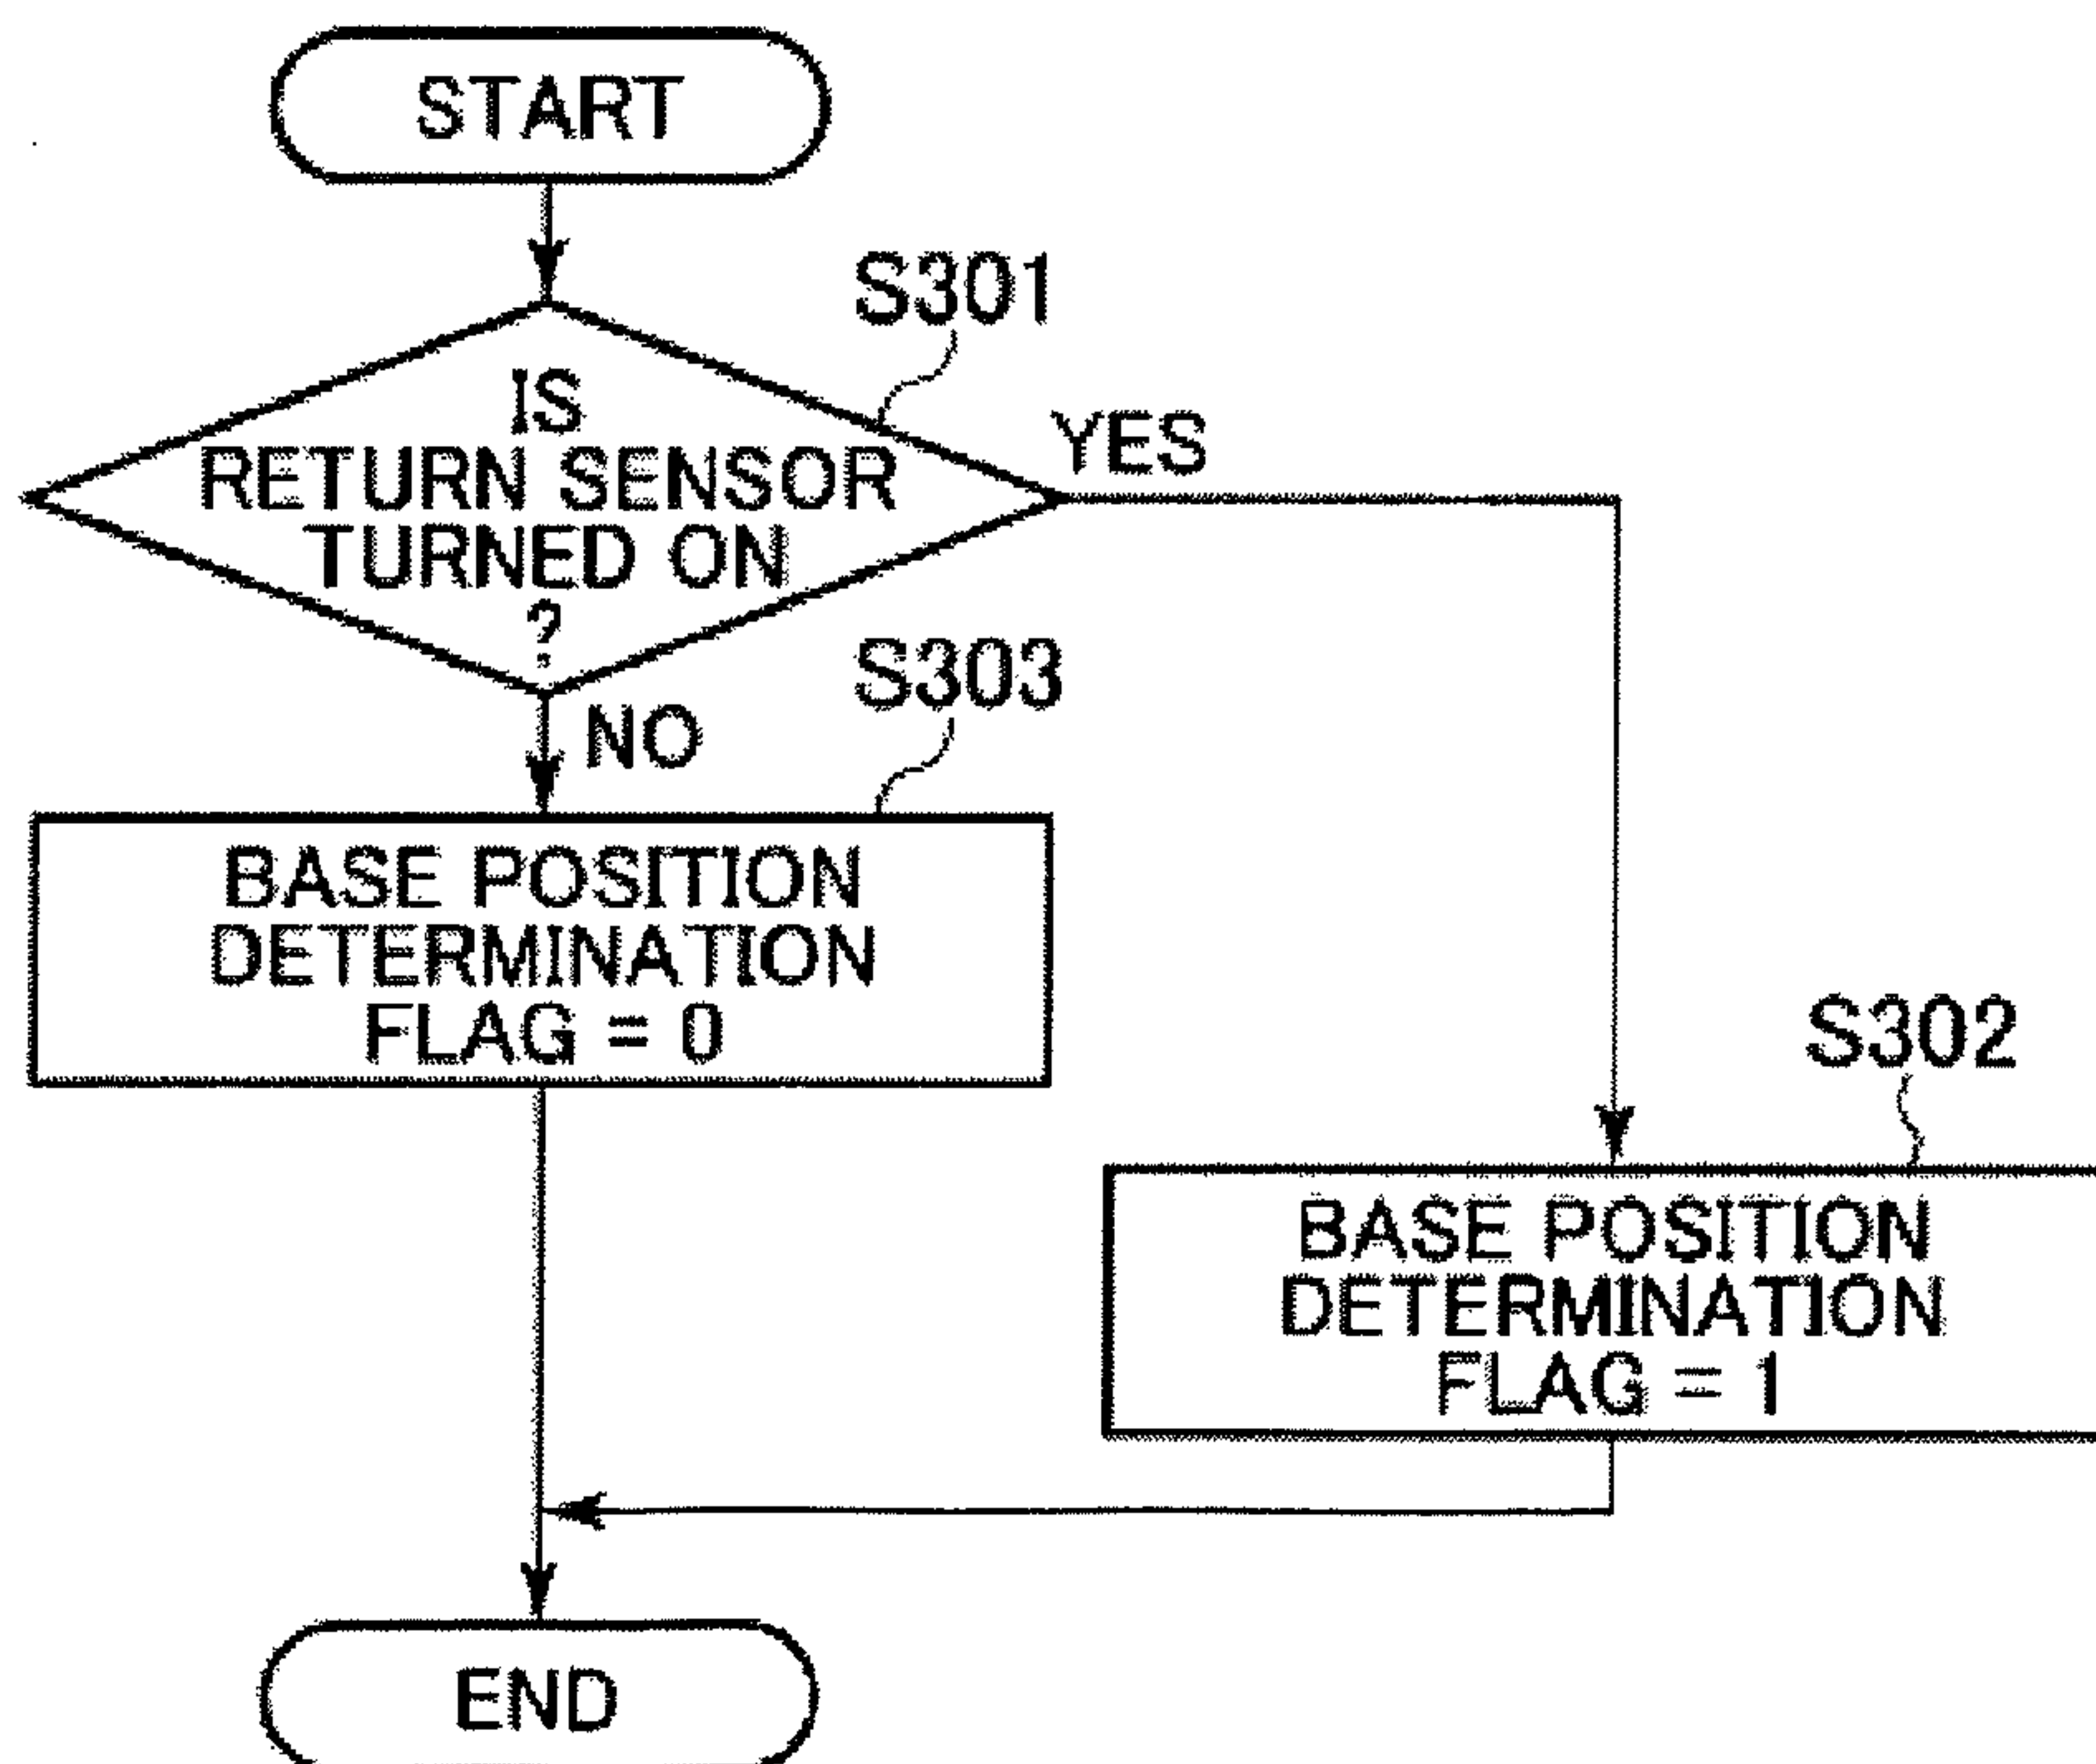 START
S301
IS
RETURN SENSOR
TURNED ON
?
YES
NO
S303
BASE POSITION
DETERMINATION
FLAG = 0
S302
BASE POSITION
DETERMINATION
FLAG = 1
END